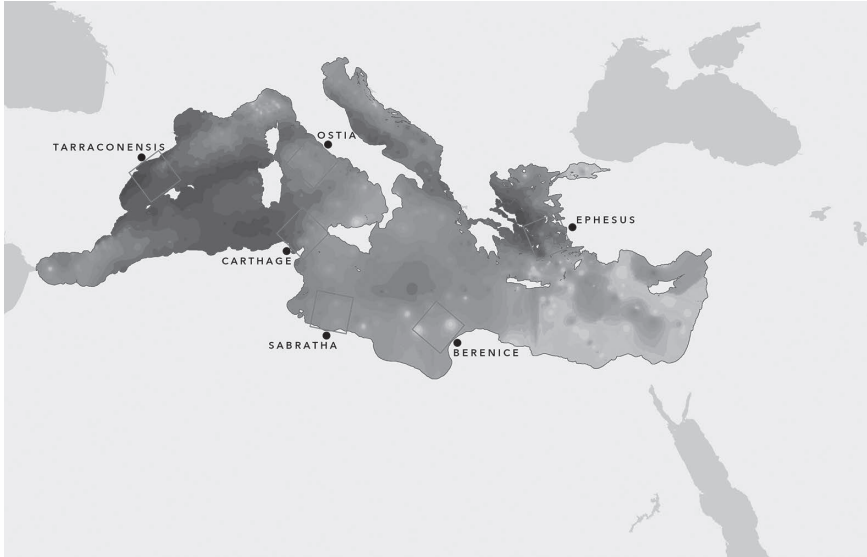 OSTIA
TARRACONENSIS
EPHESUS
CARTHAGE
SABRATHA
BERENICE